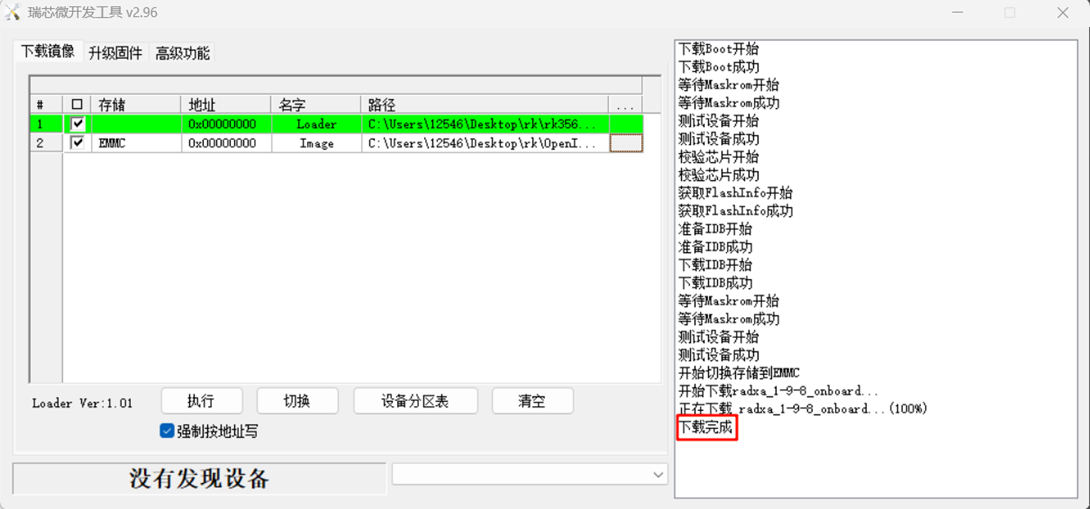 瑞芯微开发工具 v2.96
下载镜像 升级固件 高级功能
# 存储 地址 名字 路径 ...
1 0x00000000 Loader C:\Users\12546\Desktop\rk\rk356...
2 EMMC 0x00000000 Image C:\Users\12546\Desktop\rk\OpenI...
Loader Ver:1.01 执行 切换 设备分区表 清空
强制按地址写
没有发现设备
下载Boot开始
下载Boot成功
等待Maskrom开始
等待Maskrom成功
测试设备开始
测试设备成功
校验芯片开始
校验芯片成功
获取FlashInfo开始
获取FlashInfo成功
准备IDB开始
准备IDB成功
下载IDB开始
下载IDB成功
等待Maskrom开始
等待Maskrom成功
测试设备开始
测试设备成功
开始切换存储到EMMC
开始下载radxa_1-9-8_onboard...
正在下载 radxa_1-9-8_onboard...(100%)
下载完成